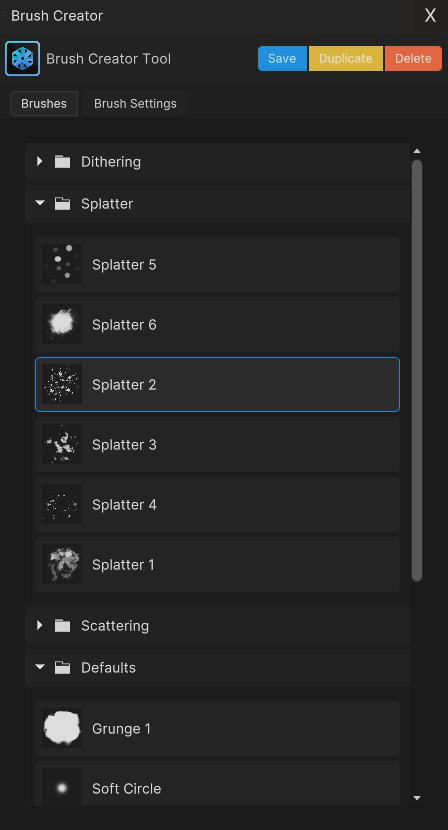 Brush Creator
X
Brush Creator Tool
Save
Duplicate
Delete
Brushes
Brush Settings
Dithering
Splatter
Splatter 5
Splatter 6
Splatter 2
Splatter 3
Splatter 4
Splatter 1
Scattering
Defaults
Grunge 1
Soft Circle